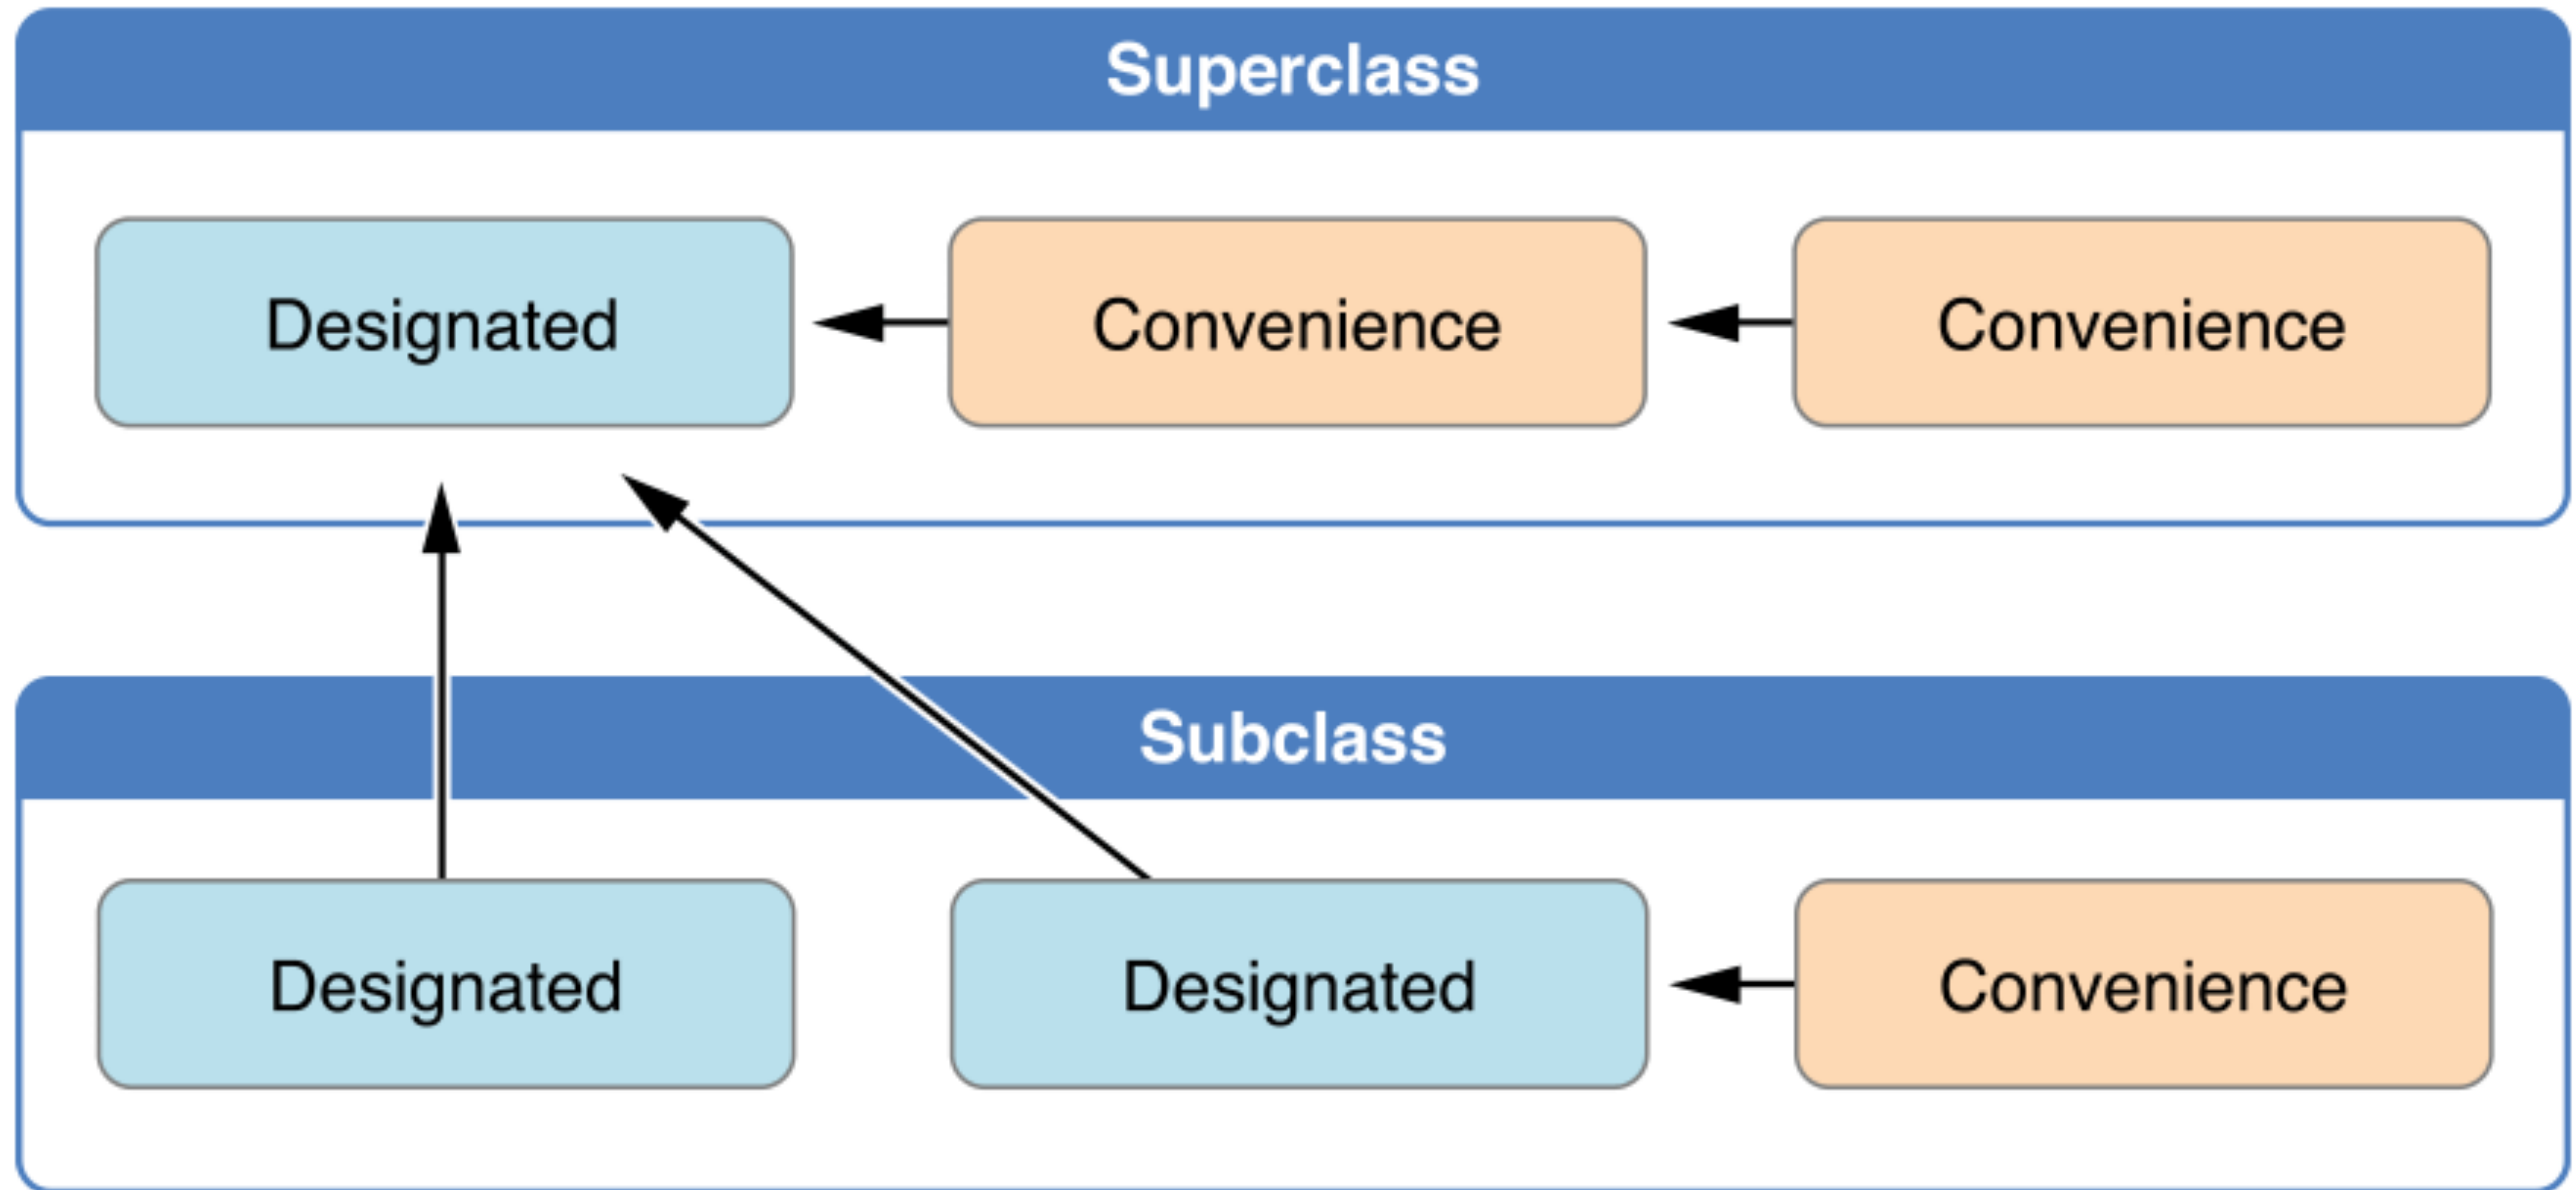 Superclass
Designated
Convenience
Convenience
Subclass
Designated
Designated
Convenience